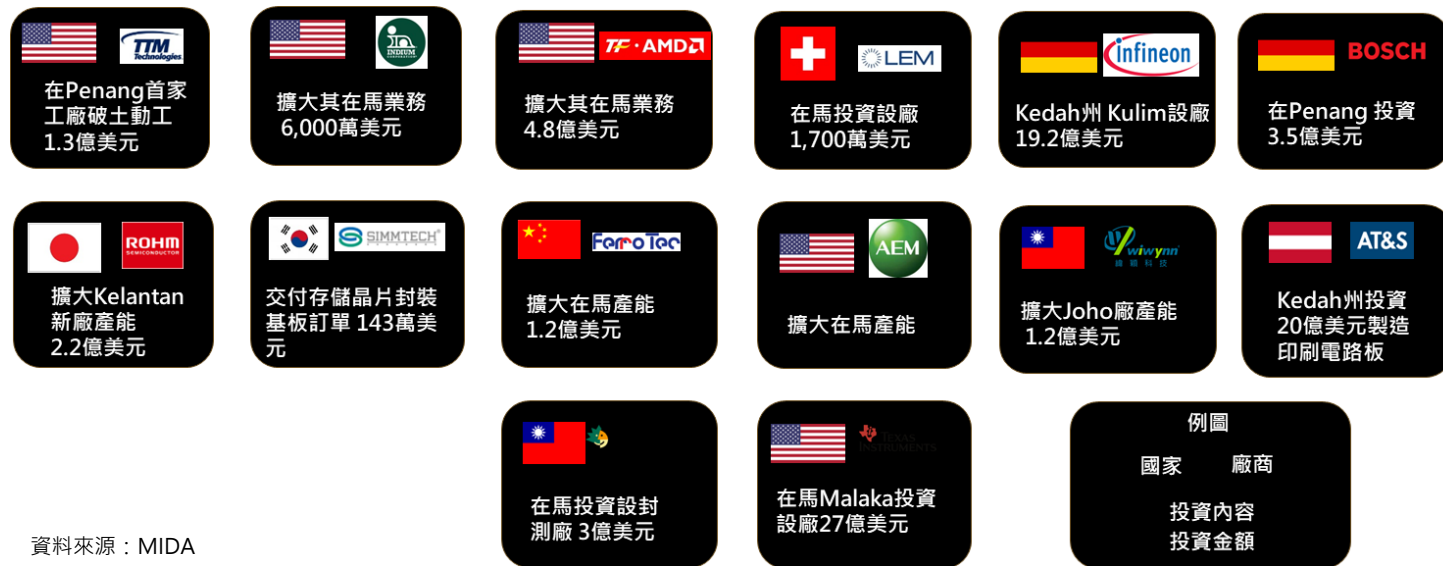 TTM
Technologies
在Penang首家
工廠破土動工
1.3億美元
INDIUM
CORPORATION
擴大其在馬業務
6,000萬美元
TF·AMD
擴大其在馬業務
4.8億美元
LEM
在馬投資設廠
1,700萬美元
infineon
Kedah州 Kulim設廠
19.2億美元
BOSCH
在Penang 投資
3.5億美元
ROHM
SEMICONDUCTOR
擴大Kelantan
新廠產能
2.2億美元
SIMMTECH
交付存儲晶片封裝
基板訂單 143萬美
元
FerroTec
擴大在馬產能
1.2億美元
AEM
擴大在馬產能
wiwynn
緯穎科技
擴大Joho廠產能
1.2億美元
AT&S
Kedah州投資
20億美元製造
印刷電路板
在馬投資設封
測廠 3億美元
TEXAS
INSTRUMENTS
在馬Malaka投資
設廠27億美元
例圖
國家 廠商
投資內容
投資金額
資料來源：MIDA